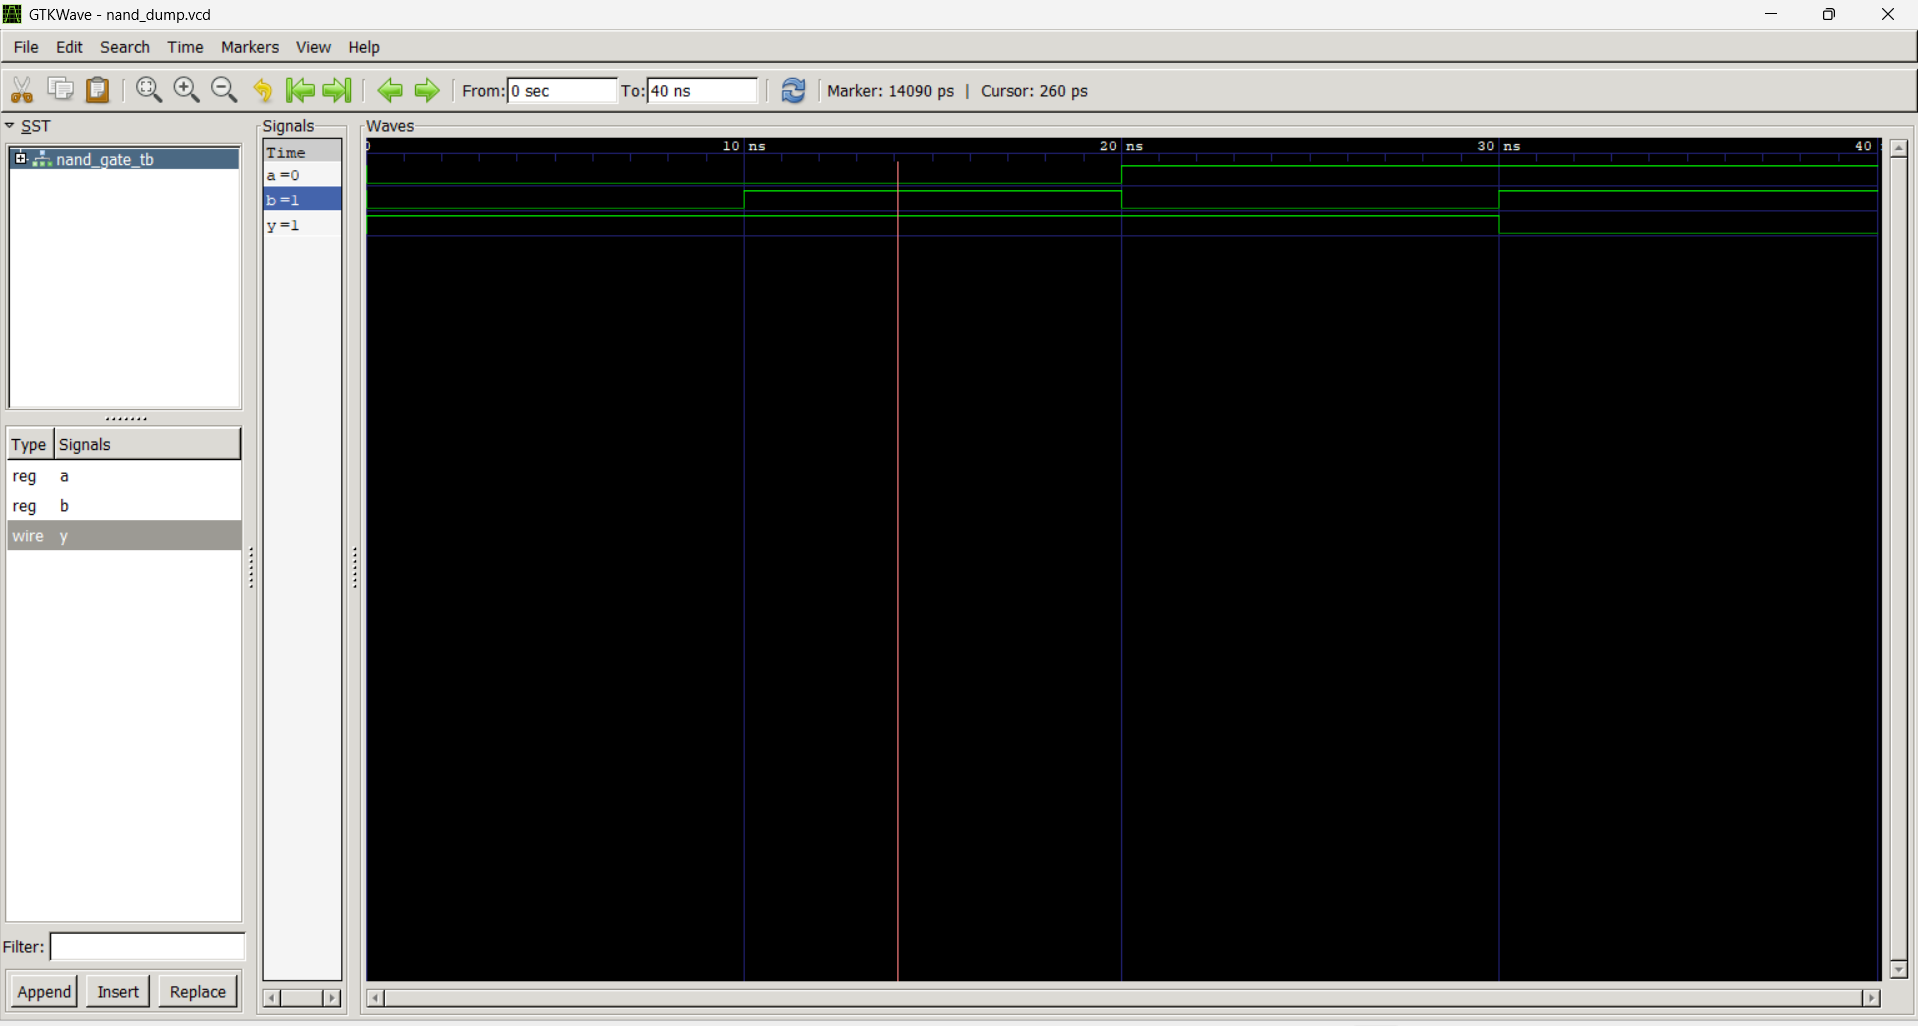 GTKWave - nand_dump.vcd
File Edit Search Time Markers View Help
From: 0 sec To: 40 ns Marker: 14090 ps | Cursor: 260 ps
SST
nand_gate_tb
Type Signals
reg a
reg b
wire y
Filter:
Append Insert Replace
Signals
Time
a=0
b=1
y=1
Waves
0 10 ns 20 ns 30 ns 40